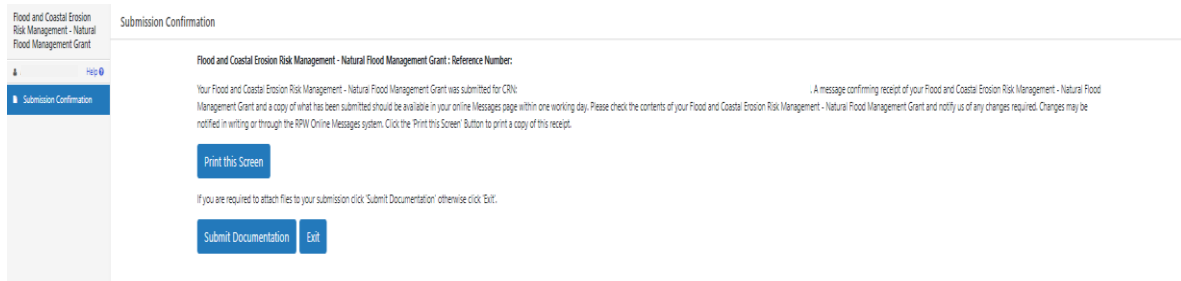 Flood and Coastal Erosion
Risk Management - Natural
Flood Management Grant
Help
Submission Confirmation
Submission Confirmation
Flood and Coastal Erosion Risk Management - Natural Flood Management Grant : Reference Number:
Your Flood and Coastal Erosion Risk Management - Natural Flood Management Grant was submitted for CRN: . A message confirming receipt of your Flood and Coastal Erosion Risk Management - Natural Flood
Management Grant and a copy of what has been submitted should be available in your online Messages page within one working day. Please check the contents of your Flood and Coastal Erosion Risk Management - Natural Flood Management Grant and notify us of any changes required. Changes may be
notified in writing or through the RPW Online Messages system. Click the 'Print this Screen' Button to print a copy of this receipt.
Print this Screen
If you are required to attach files to your submission click 'Submit Documentation' otherwise click 'Exit'.
Submit Documentation
Exit